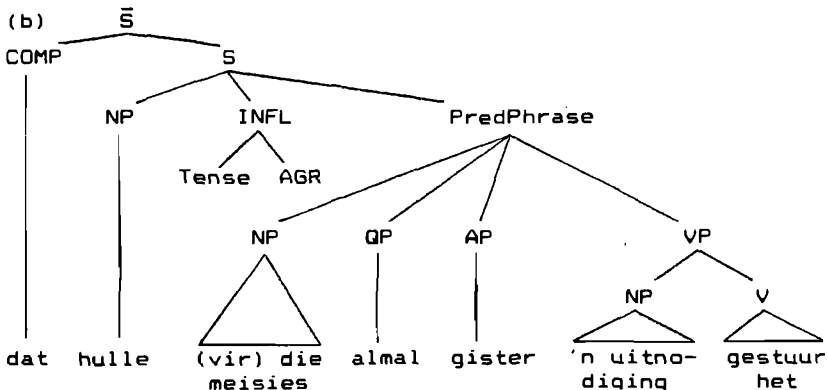 (b) S̄
COMP S
NP INFL PredPhrase
Tense AGR
NP QP AP VP
NP V
dat hulle (vir) die almal gister 'n uitno- gestuur
meisies diging het